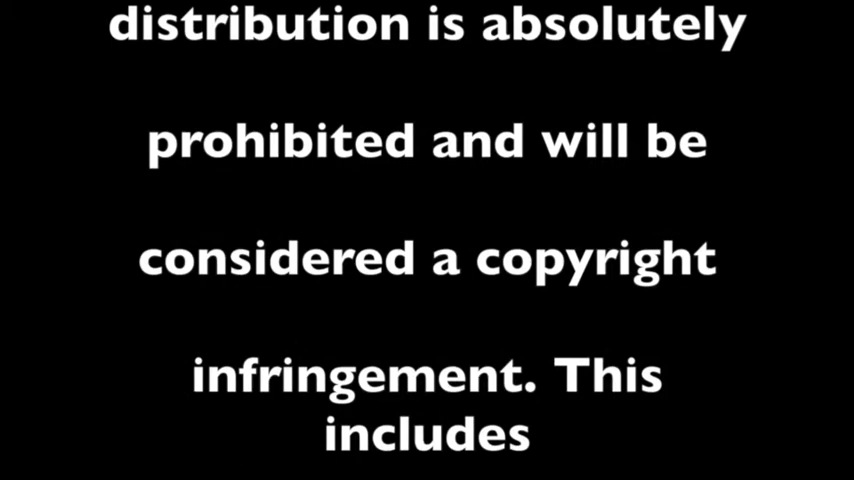 distribution is absolutely
prohibited and will be
considered a copyright
infringement. This
includes